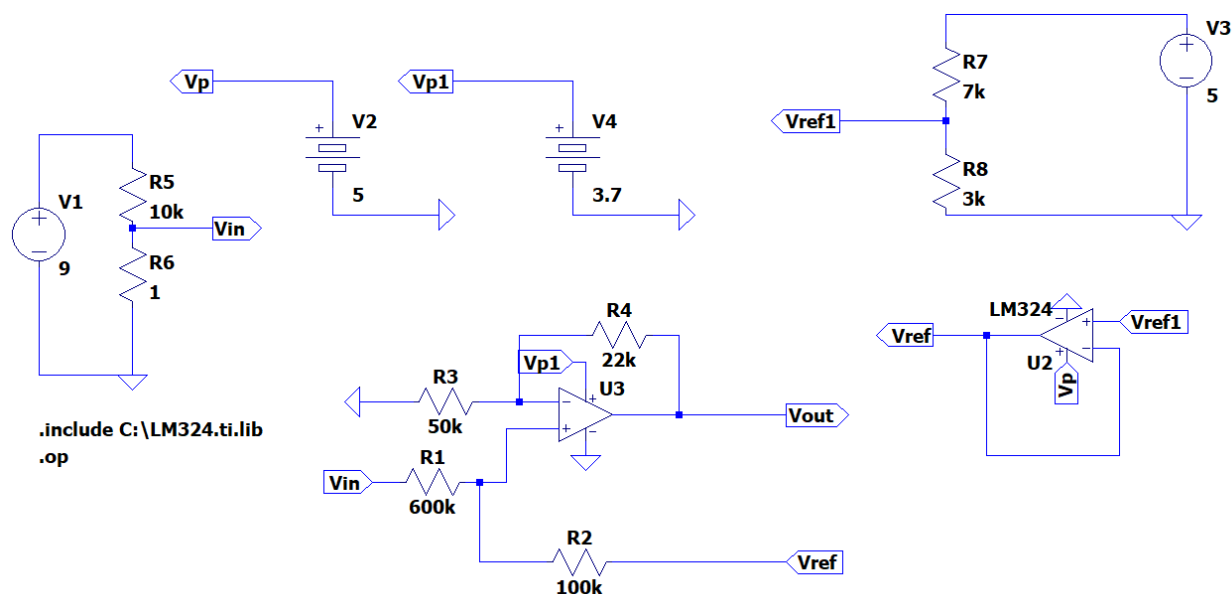 V3
Vp
Vp1
R7
7k
V2
V4
Vref1
5
R5
10k
R8
3k
V1
5
3.7
Vin
R6
9
1
R4
LM324
Vref1
Vref
Vp1
22k
U3
U2
Vp
R3
50k
Vout
.include C:\LM324.ti.lib
.op
R1
Vin
600k
R2
Vref
100k